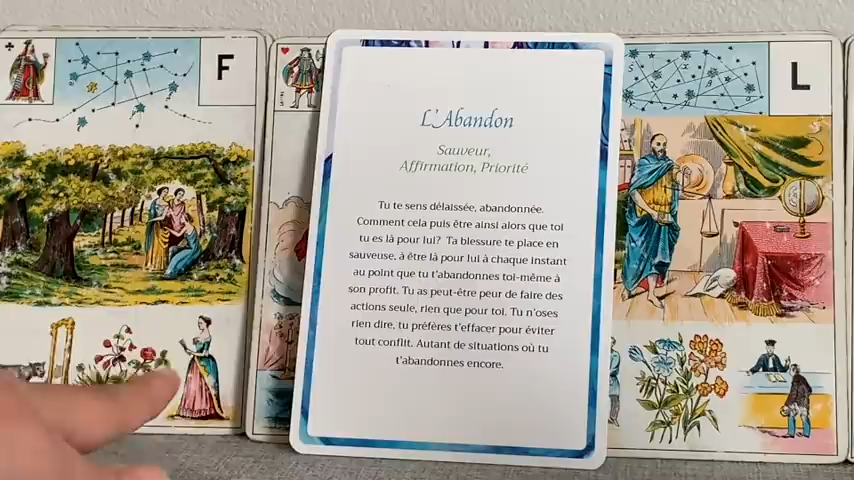 F
L'Abandon
L
Sauveur,
Affirmation, Priorité
Tu te sens délaissée, abandonnée.
Comment cela puis être ainsi alors que toi
tu es là pour lui? Ta blessure te place en
sauveuse, à être là pour lui à chaque instant
au point que tu t'abandonnes toi-même à
son profit. Tu as peut-être peur de faire des
actions seule, rien que pour toi. Tu n'oses
rien dire, tu préfères t'effacer pour éviter
tout conflit. Autant de situations où tu
t'abandonnes encore.